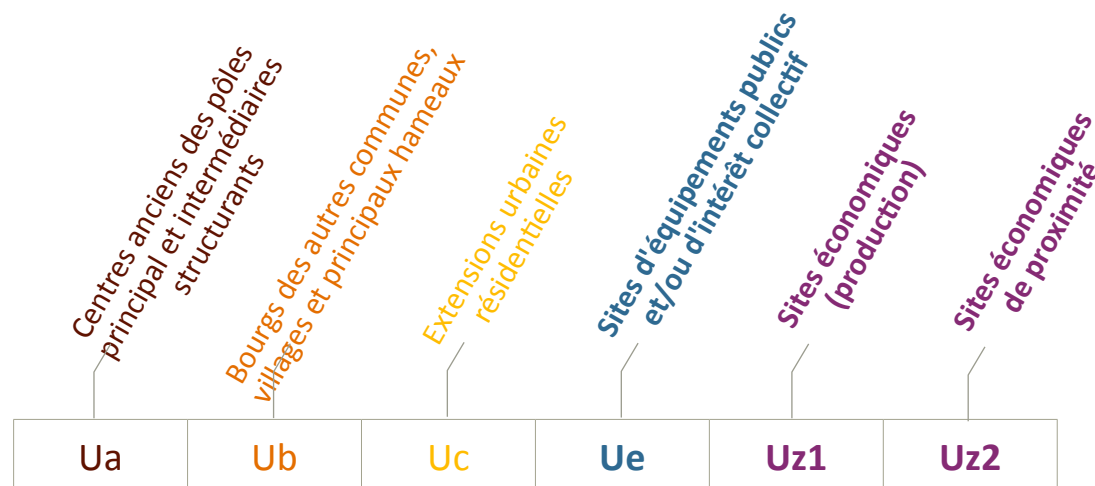 Centres anciens des pôles
principal et intermédiaires
structurants
Bourgs des autres communes,
villages et principaux hameaux
Extensions urbaines
résidentielles
Sites d'équipements publics
et/ou d'intérêt collectif
Sites économiques
(production)
Sites économiques
de proximité
Ua
Ub
Uc
Ue
Uz1
Uz2